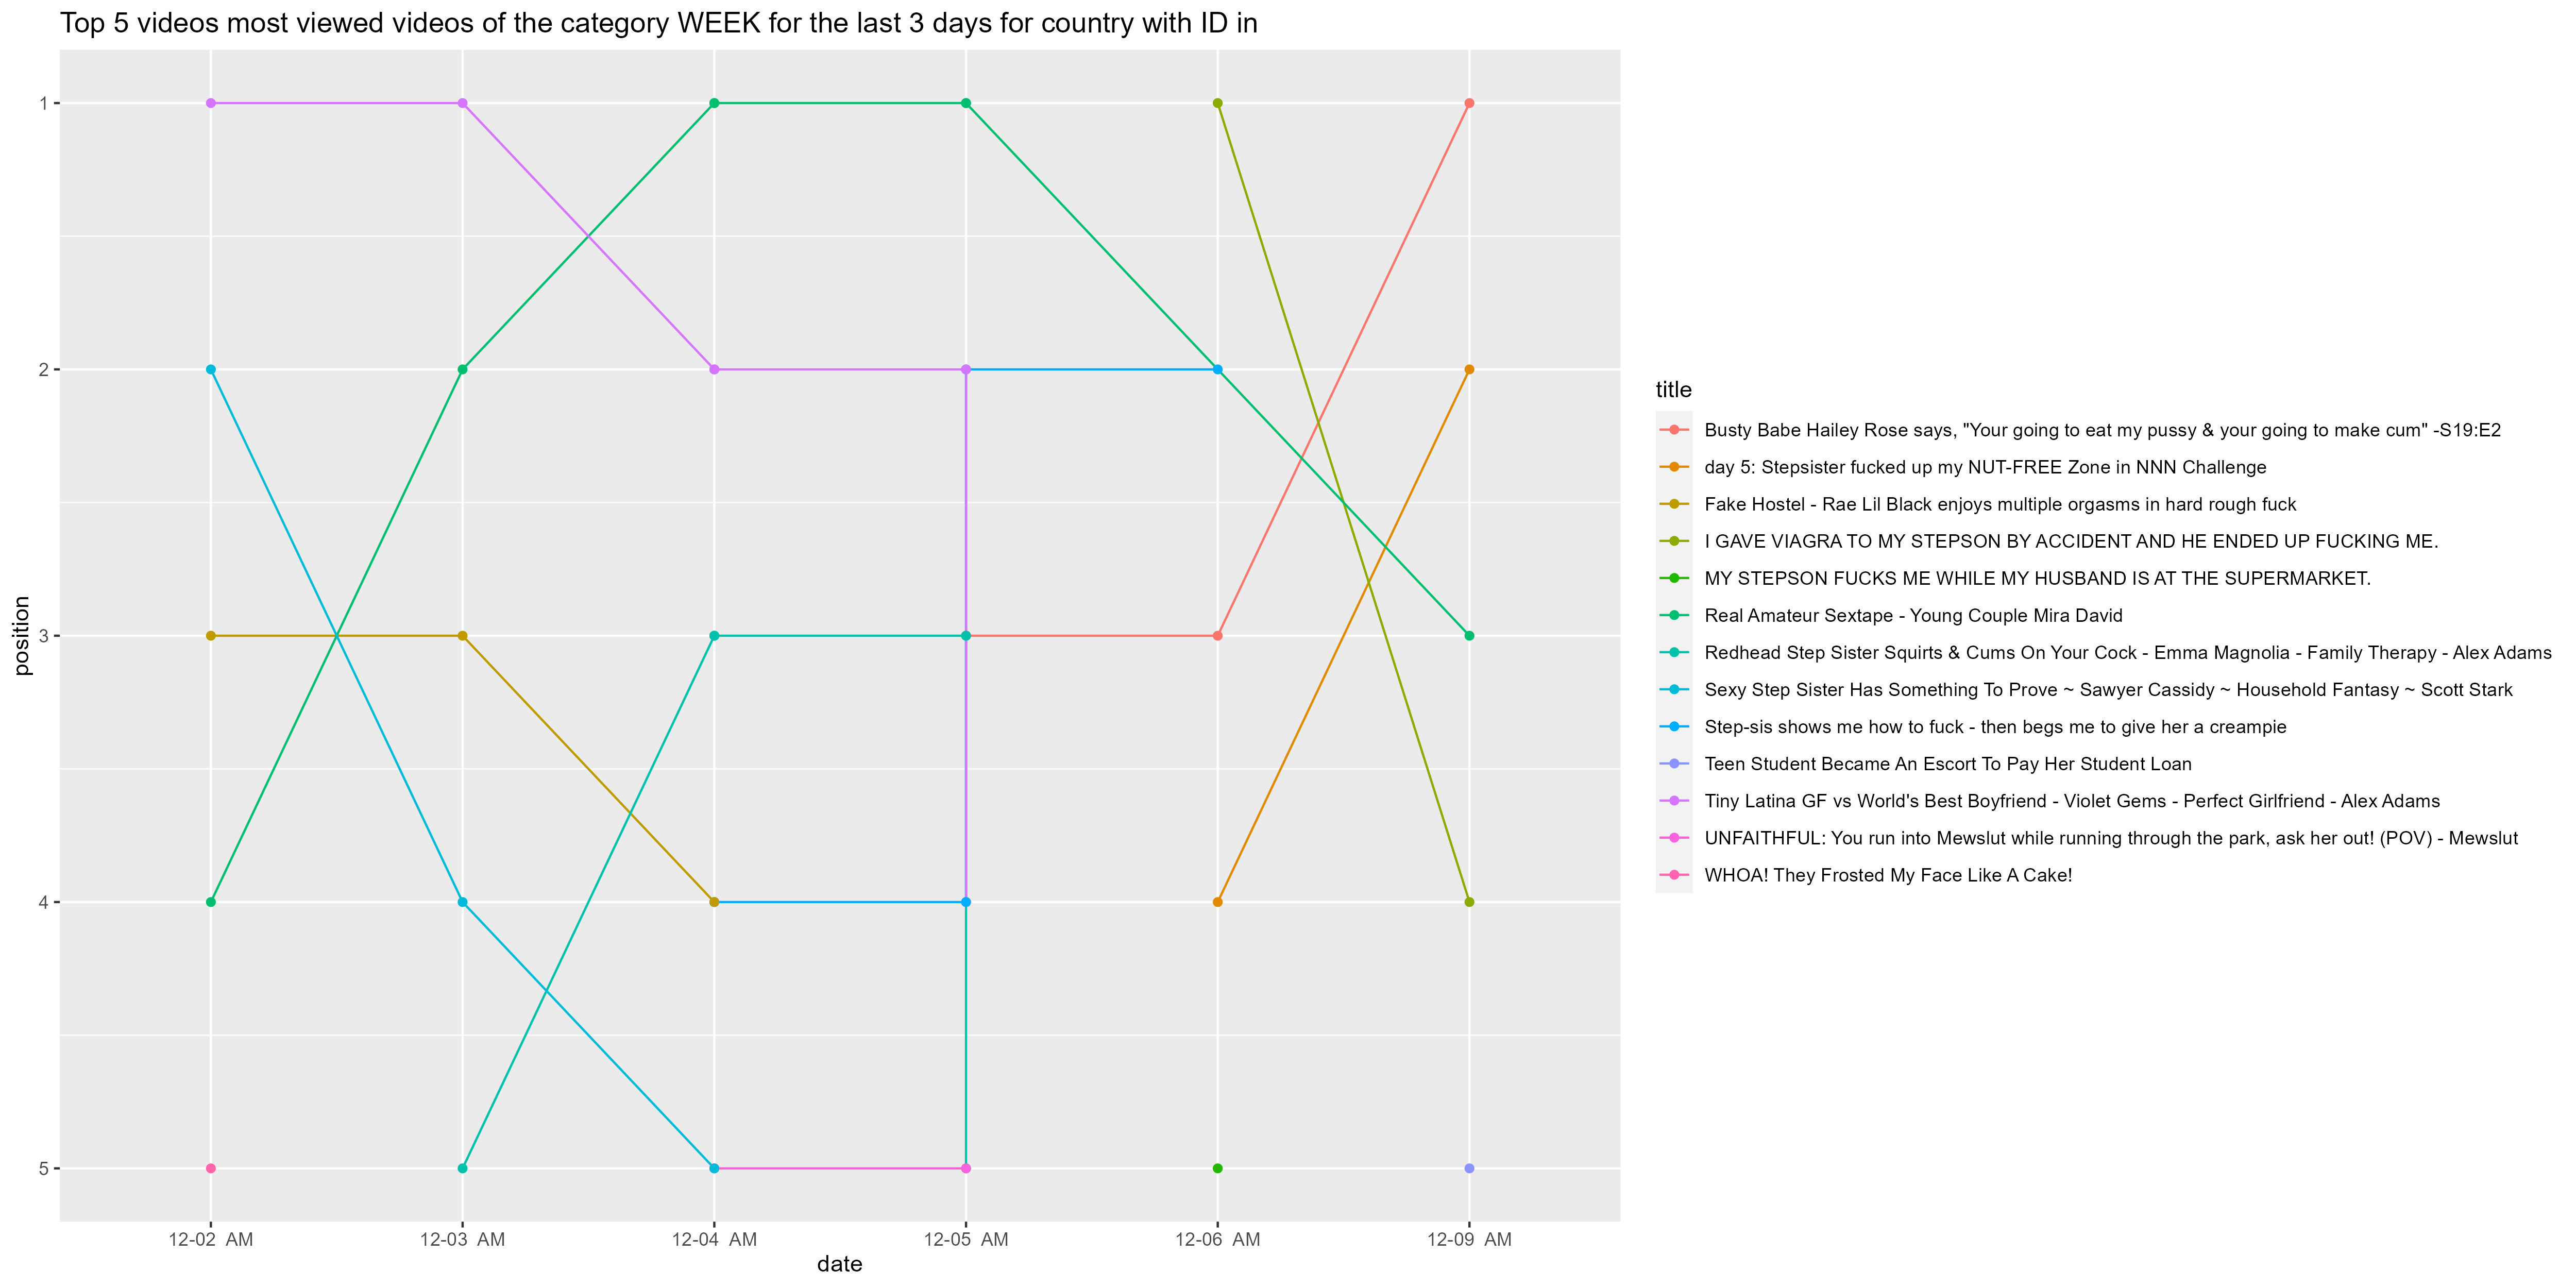 Top 5 videos most viewed videos of the category WEEK for the last 3 days for country with ID in
1
2
3
4
5
position
12-02 AM
12-03 AM
12-04 AM
12-05 AM
12-06 AM
12-09 AM
date
title
Busty Babe Hailey Rose says, "Your going to eat my pussy & your going to make cum" -S19:E2
day 5: Stepsister fucked up my NUT-FREE Zone in NNN Challenge
Fake Hostel - Rae Lil Black enjoys multiple orgasms in hard rough fuck
I GAVE VIAGRA TO MY STEPSON BY ACCIDENT AND HE ENDED UP FUCKING ME.
MY STEPSON FUCKS ME WHILE MY HUSBAND IS AT THE SUPERMARKET.
Real Amateur Sextape - Young Couple Mira David
Redhead Step Sister Squirts & Cums On Your Cock - Emma Magnolia - Family Therapy - Alex Adams
Sexy Step Sister Has Something To Prove ~ Sawyer Cassidy ~ Household Fantasy ~ Scott Stark
Step-sis shows me how to fuck - then begs me to give her a creampie
Teen Student Became An Escort To Pay Her Student Loan
Tiny Latina GF vs World's Best Boyfriend - Violet Gems - Perfect Girlfriend - Alex Adams
UNFAITHFUL: You run into Mewslut while running through the park, ask her out! (POV) - Mewslut
WHOA! They Frosted My Face Like A Cake!